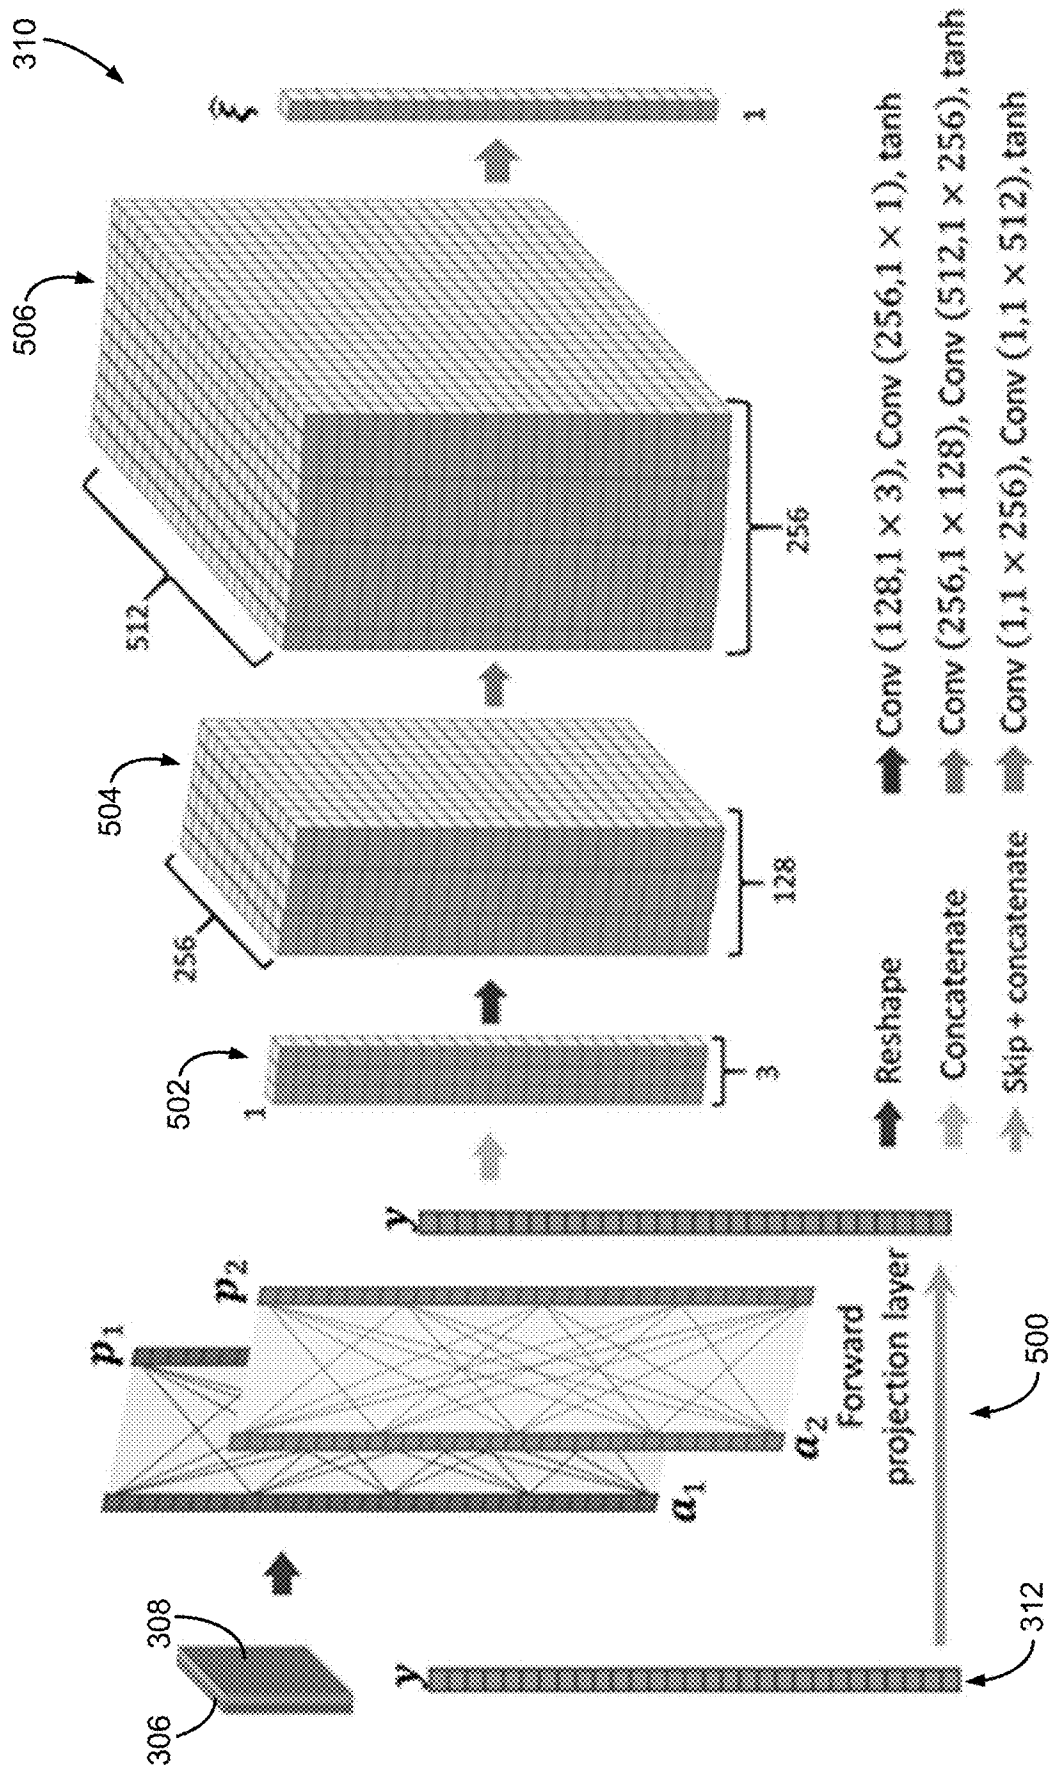 310
ξ̂
1
506
512
256
504
256
128
502
1
3
y
p₂
p₁
a₂
a₁
Forward
projection layer
500
306
308
y
312
Reshape
Concatenate
Skip + concatenate
Conv (128,1 × 3), Conv (256,1 × 1), tanh
Conv (256,1 × 128), Conv (512,1 × 256), tanh
Conv (1,1 × 256), Conv (1,1 × 512), tanh